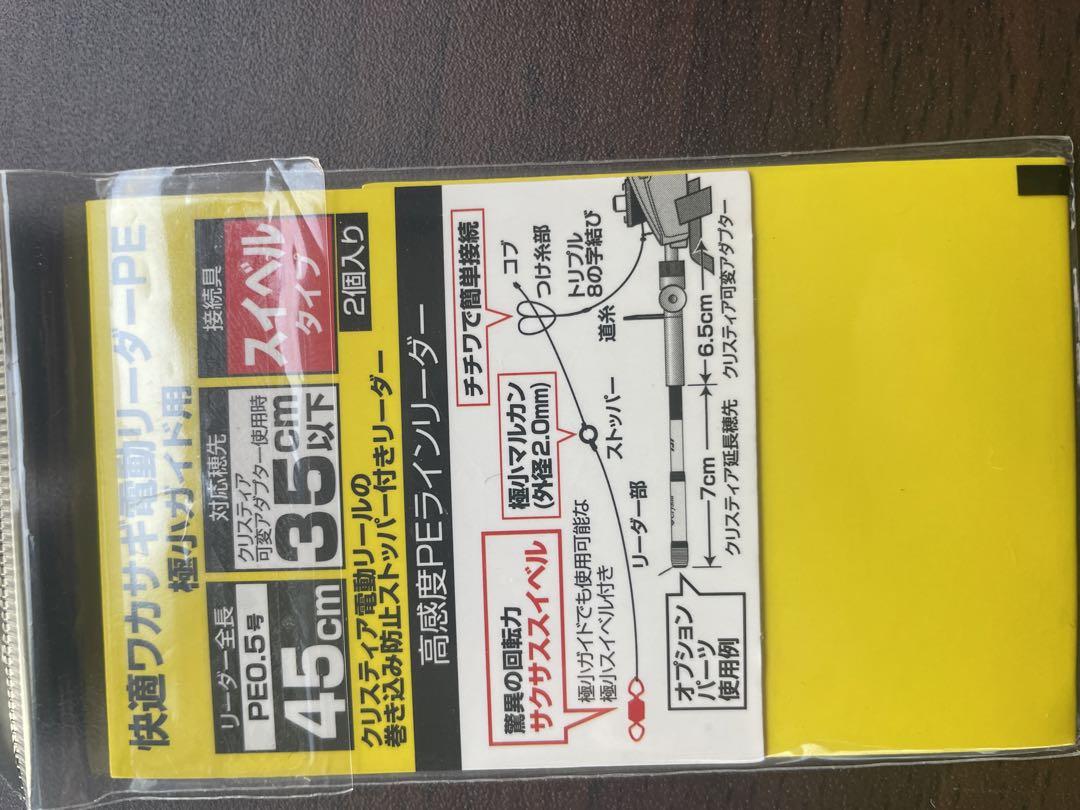 快適ワカサギ電動リーダーPE
極小ガイド用
リーダー全長
PE0.5号
45cm
対応穂先
クリスティア
可変アダプター使用時
35cm
以下
接続具
スイベル
タイプ
2個入り
クリスティア電動リールの
巻き込み防止ストッパー付きリーダー
高感度PEラインリーダー
驚異の回転力
サクサススイベル
極小ガイドでも使用可能な
極小スイベル付き
極小マルカン
(外径2.0mm)
チチワで簡単接続
コブ
つけ糸部
トリプル
8の字結び
道糸
ストッパー
リーダー部
オプション
パーツ
使用例
7cm
クリスティア延長穂先
6.5cm
クリスティア可変アダプター